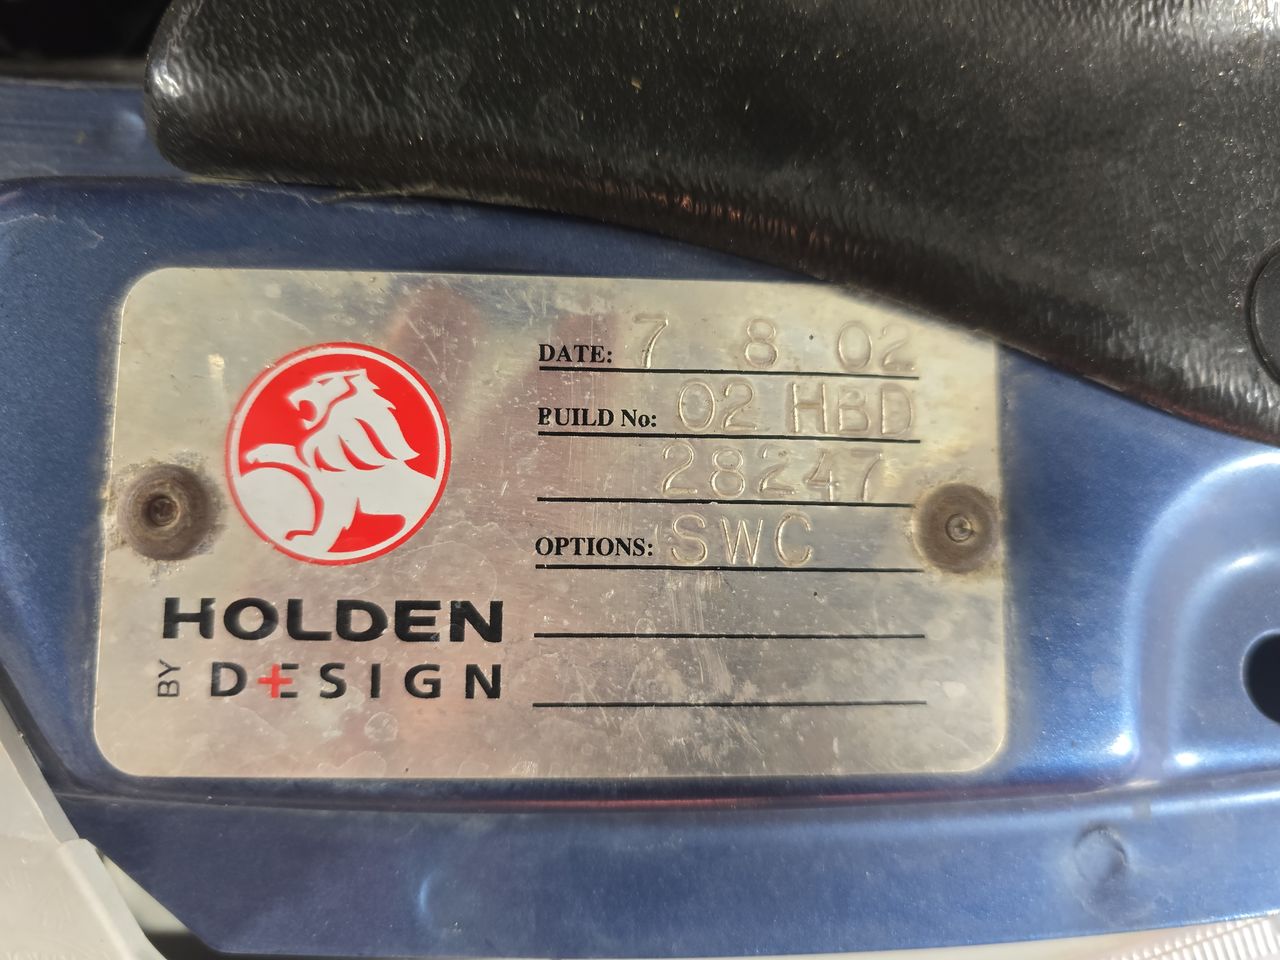 DATE: 7 8 02
BUILD No: 02 HBD
28247
OPTIONS: SWC
HOLDEN
BY DESIGN